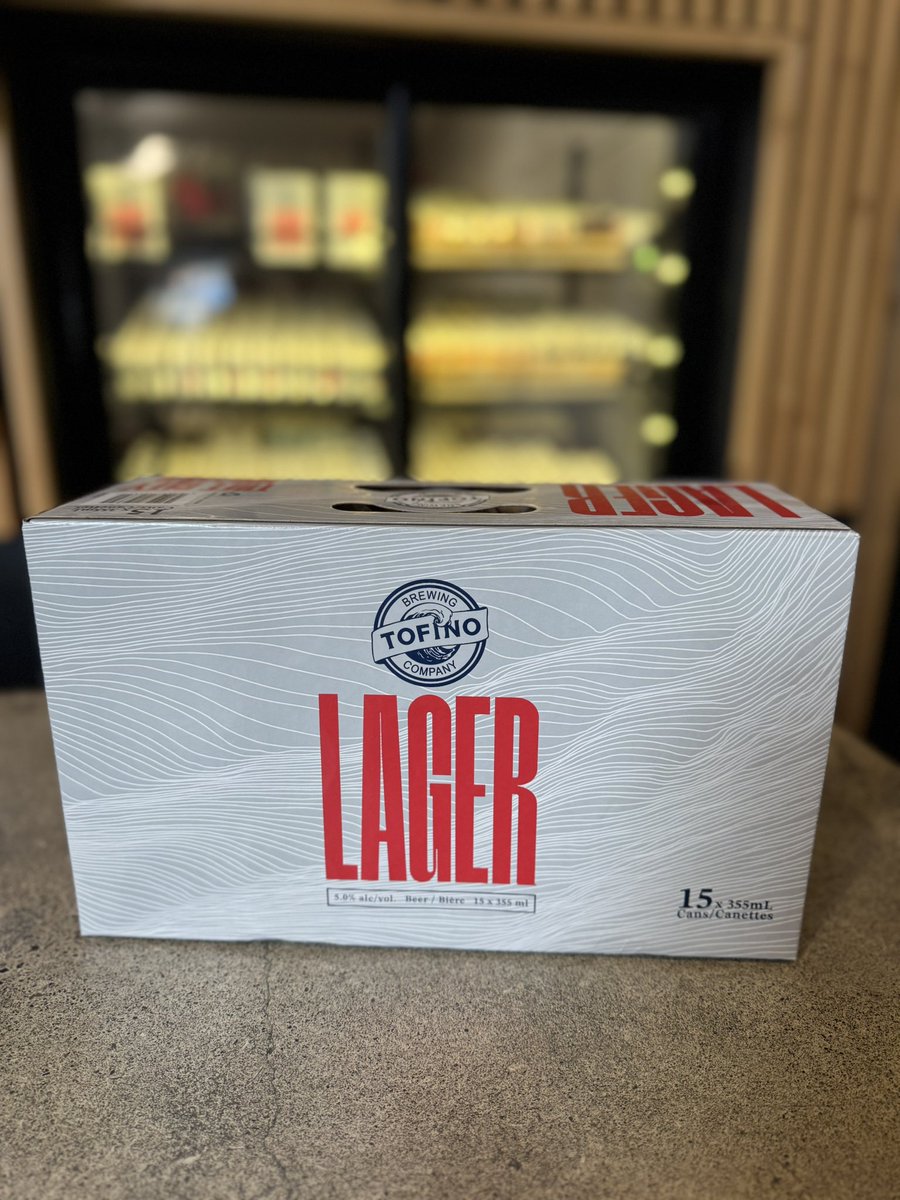 LAGER
BREWING
TOFINO
COMPANY
LAGER
5.0% alc/vol. Beer / Bière 15 x 355 ml
15 x 355mL
Cans/Canettes